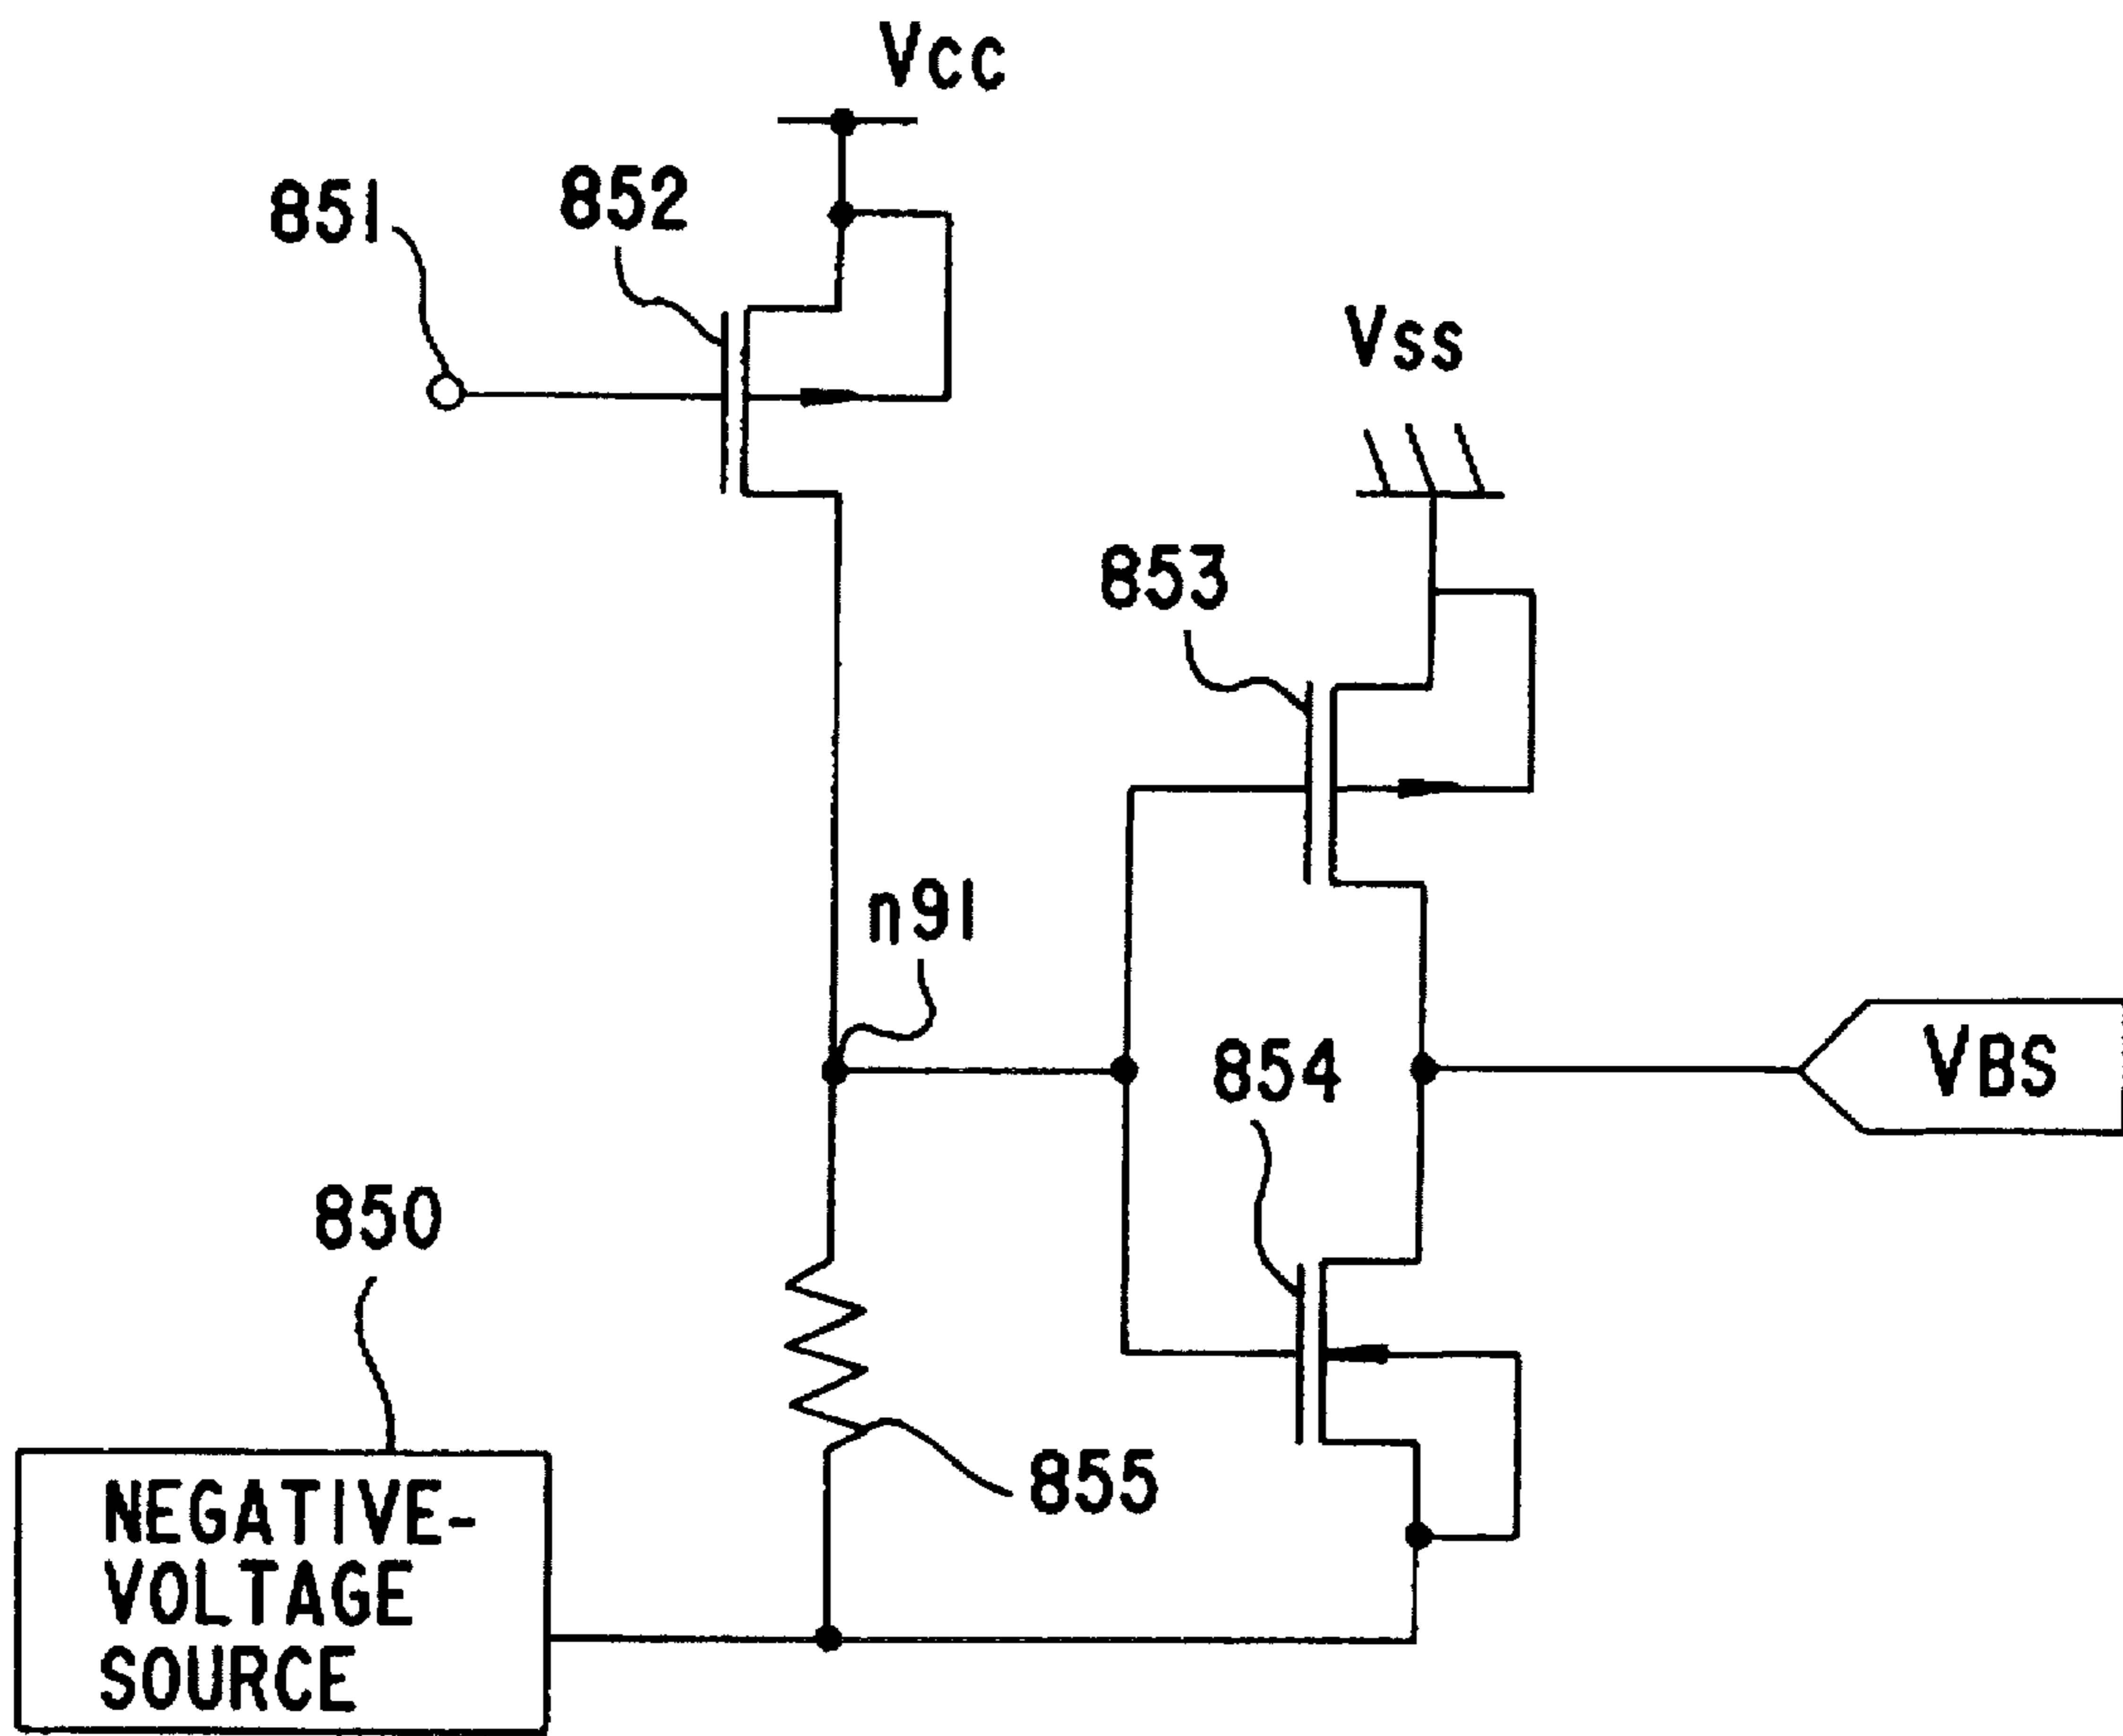 Vcc
851
852
Vss
853
n91
854
VBS
850
855
NEGATIVE-
VOLTAGE
SOURCE